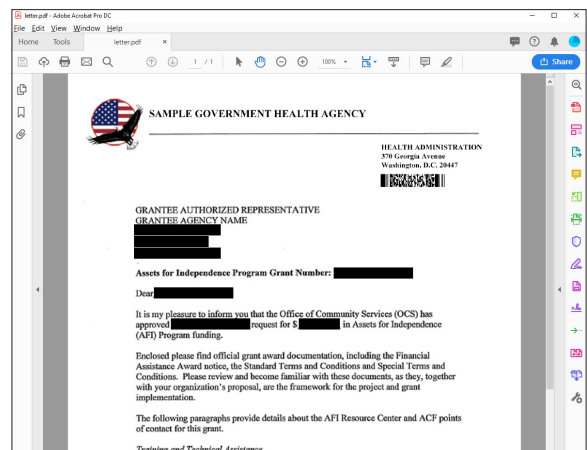 letter.pdf - Adobe Acrobat Pro DC
File Edit View Window Help
Home Tools letter.pdf ×
1 / 1 100% Share
SAMPLE GOVERNMENT HEALTH AGENCY
HEALTH ADMINISTRATION
370 Georgia Avenue
Washington, D.C. 20447
GRANTEE AUTHORIZED REPRESENTATIVE
GRANTEE AGENCY NAME
Assets for Independence Program Grant Number:
Dear
It is my pleasure to inform you that the Office of Community Services (OCS) has
approved request for $ in Assets for Independence
(AFI) Program funding.
Enclosed please find official grant award documentation, including the Financial
Assistance Award notice, the Standard Terms and Conditions and Special Terms and
Conditions. Please review and become familiar with these documents, as they, together
with your organization's proposal, are the framework for the project and grant
implementation.
The following paragraphs provide details about the AFI Resource Center and ACF points
of contact for this grant.
Training and Technical Assistance